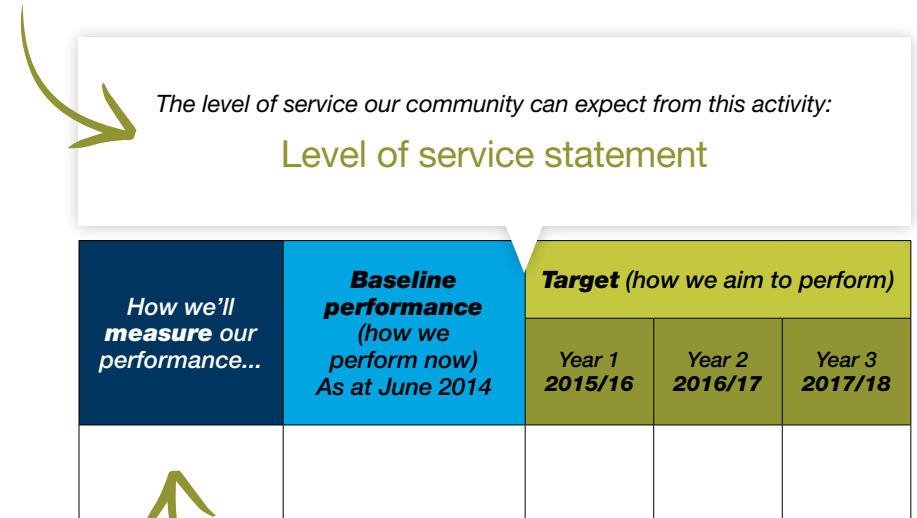 The level of service our community can expect from this activity:
Level of service statement
How we'll
measure our
performance...
Baseline
performance
(how we
perform now)
As at June 2014
Target (how we aim to perform)
Year 1
2015/16
Year 2
2016/17
Year 3
2017/18